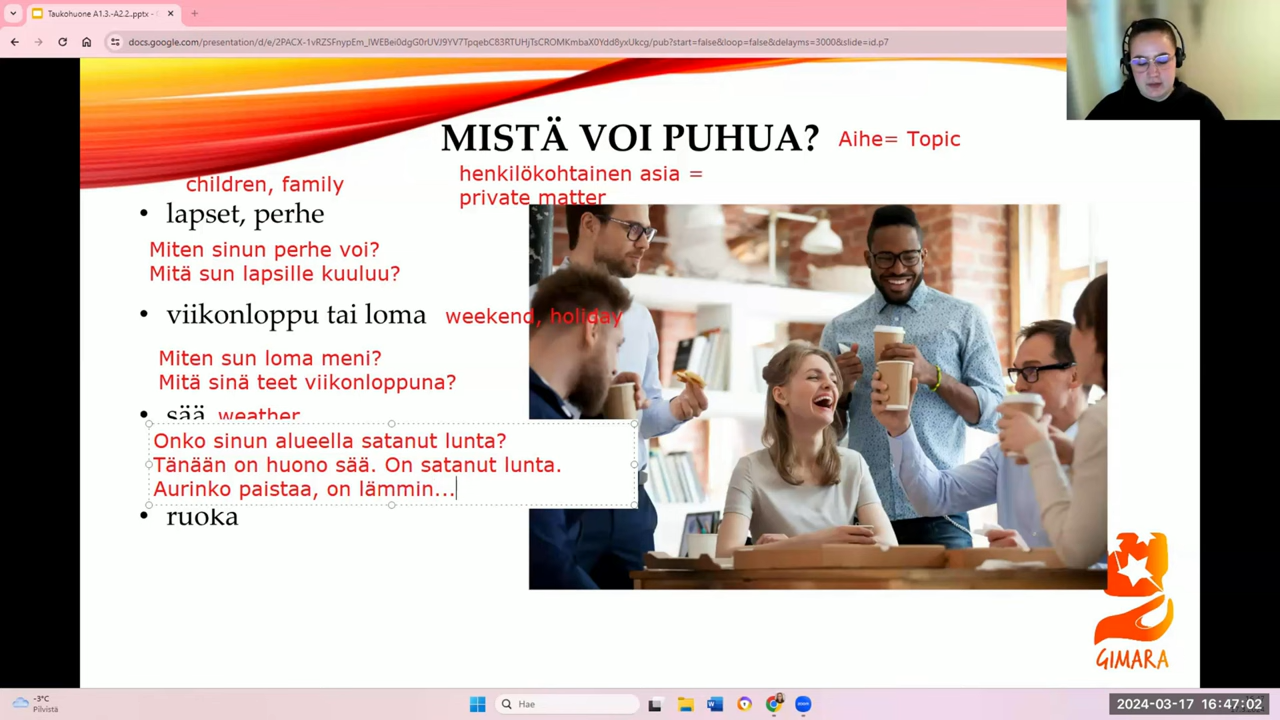 Taukohuone A1.3.-A2.2..pptx -
docs.google.com/presentation/d/e/2PACX-1vRZSFnypEm_IWEBei0dgG0rUVJ9YV7TpqebC83RTUHjTsCROMKmbaX0Ydd8yxUkcg/pub?start=false&loop=false&delayms=3000&slide=id.p7
MISTÄ VOI PUHUA?
Aihe= Topic
henkilökohtainen asia =
private matter
children, family
• lapset, perhe
Miten sinun perhe voi?
Mitä sun lapsille kuuluu?
• viikonloppu tai loma
weekend, holiday
Miten sun loma meni?
Mitä sinä teet viikonloppuna?
• sää weather
Onko sinun alueella satanut lunta?
Tänään on huono sää. On satanut lunta.
Aurinko paistaa, on lämmin...
• ruoka
GIMARA
-3°C
Pilvistä
Hae
2024-03-17 16:47:02